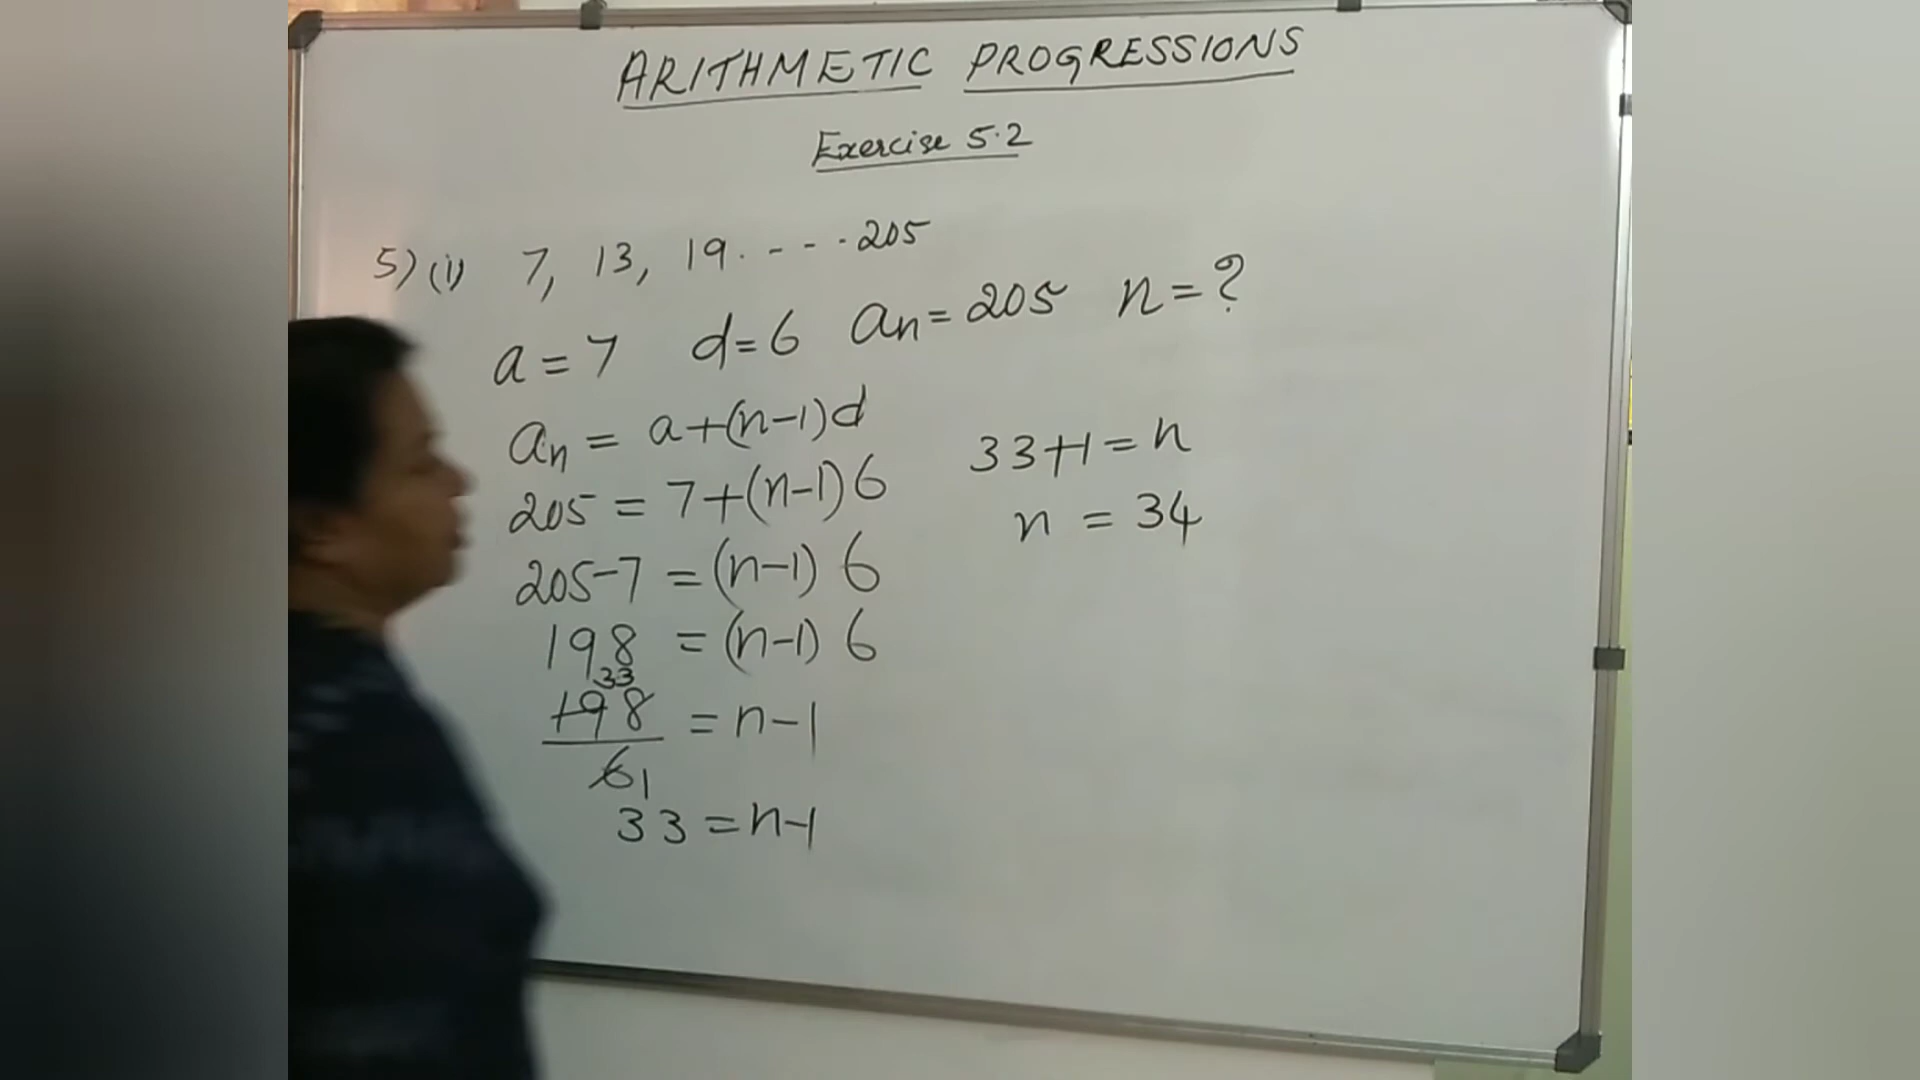 ARITHMETIC PROGRESSIONS
Exercise 5.2
5) (i) 7, 13, 19. - - - . 205
a = 7 d = 6 aₙ = 205 n = ?
aₙ = a+(n-1)d
205 = 7+(n-1)6
205-7 = (n-1) 6
198 = (n-1) 6
33
198 = n-1
6 1
33 = n-1
33+1 = n
n = 34